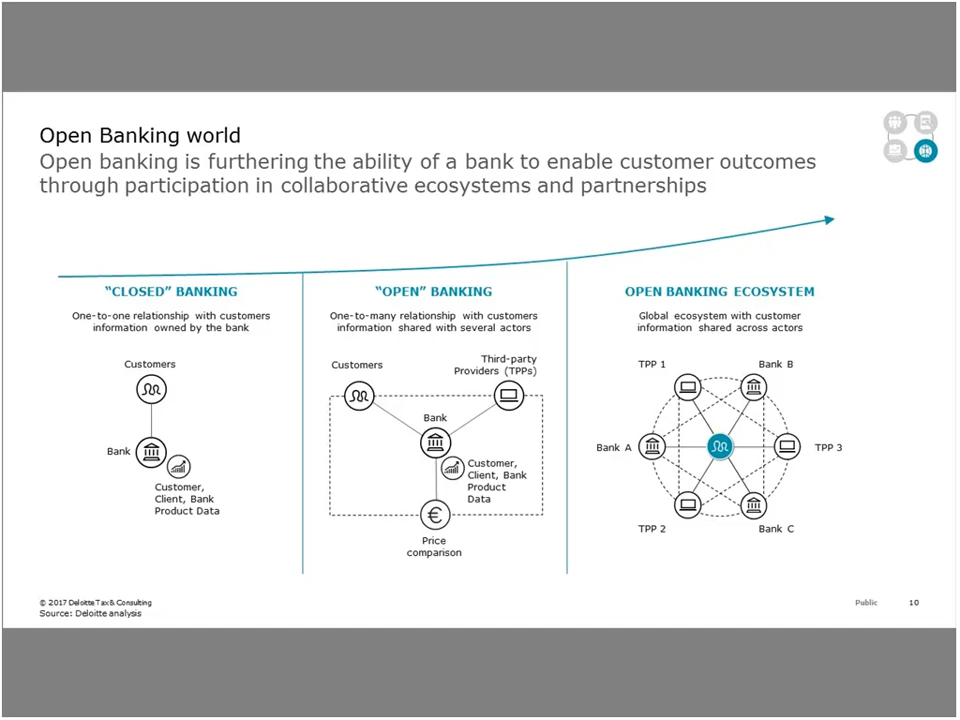 Open Banking world
Open banking is furthering the ability of a bank to enable customer outcomes
through participation in collaborative ecosystems and partnerships
“CLOSED” BANKING
One-to-one relationship with customers
information owned by the bank
Customers
Bank
Customer,
Client, Bank
Product Data
“OPEN” BANKING
One-to-many relationship with customers
information shared with several actors
Customers
Third-party
Providers (TPPs)
Bank
Customer,
Client, Bank
Product
Data
€
Price
comparison
OPEN BANKING ECOSYSTEM
Global ecosystem with customer
information shared across actors
TPP 1
Bank B
Bank A
TPP 3
TPP 2
Bank C
© 2017 Deloitte Tax & Consulting
Source: Deloitte analysis
Public
10